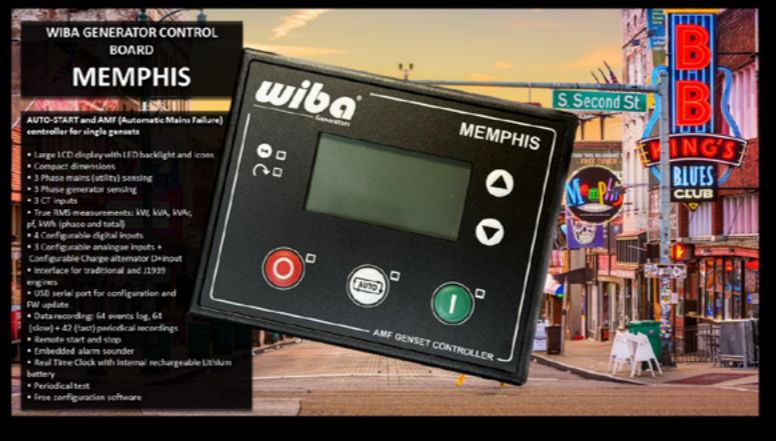 WIBA GENERATOR CONTROL
BOARD
MEMPHIS
AUTO-START and AMF (Automatic Mains Failure)
controller for single gensets
• Large LCD display with LED backlight and icons
• Compact dimensions
• 3 Phase mains (utility) sensing
• 3 Phase generator sensing
• 3 CT inputs
• True RMS measurements: kW, kVA, kVAr,
pf, kWh (phase and total)
• 4 Configurable digital inputs
• 3 Configurable analogue inputs +
Configurable Charge alternator D+input
• Interface for traditional and J1939
engines
• USB serial port for configuration and
FW update
• Data recording: 64 events log, 64
(slow) + 42 (fast) periodical recordings
• Remote start and stop
• Embedded alarm sounder
• Real Time Clock with Internal rechargeable Lithium
battery
• Periodical test
• Free configuration software
wiba®
Generators
MEMPHIS
AUTO
AMF GENSET CONTROLLER
S. Second St.
BB
KING'S
BLUES
CLUB
Memphis